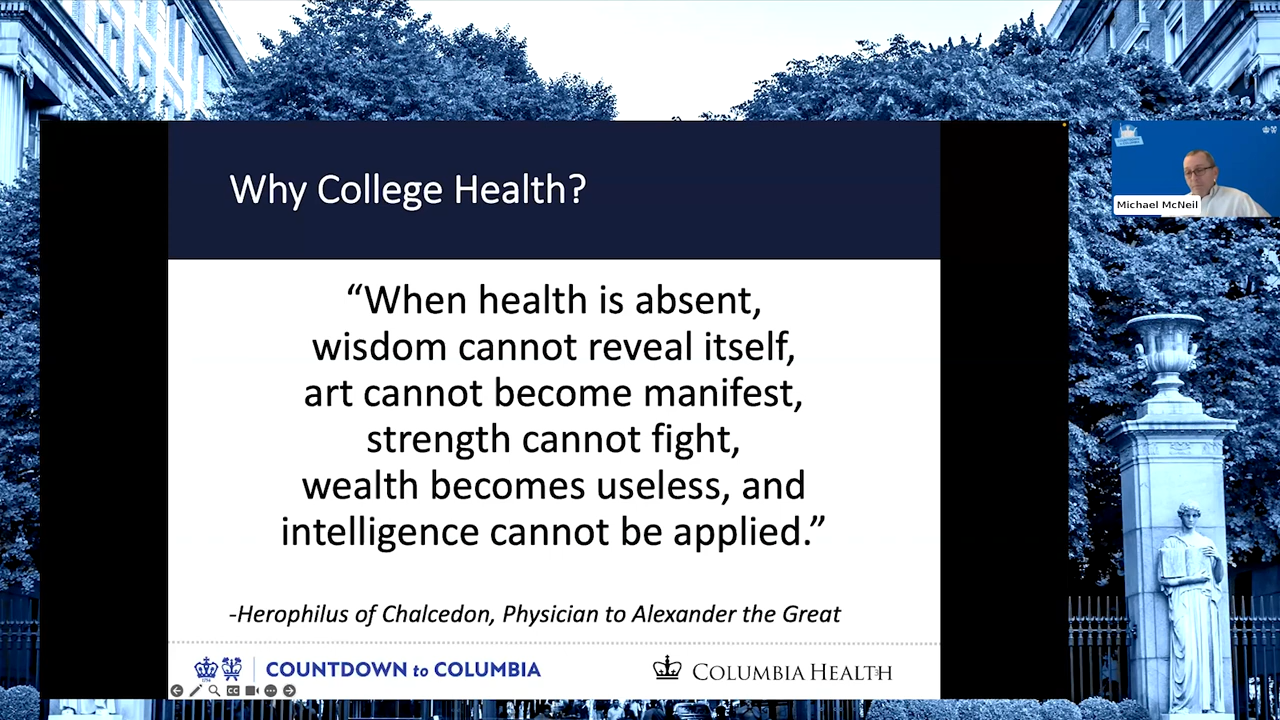 Why College Health?
“When health is absent,
wisdom cannot reveal itself,
art cannot become manifest,
strength cannot fight,
wealth becomes useless, and
intelligence cannot be applied.”
-Herophilus of Chalcedon, Physician to Alexander the Great
COUNTDOWN to COLUMBIA
COLUMBIA HEALTH
CC
Michael McNeil